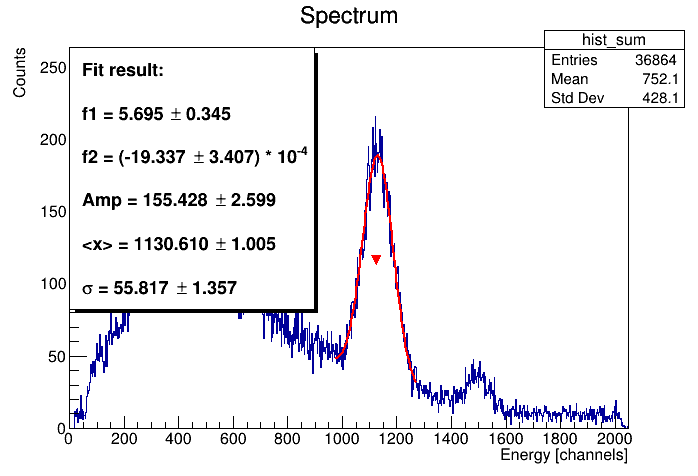 Spectrum
hist_sum
Entries 36864
Mean 752.1
Std Dev 428.1
Counts
250
200
150
100
50
0
Fit result:
f1 = 5.695 ± 0.345
f2 = (-19.337 ± 3.407) * 10⁻⁴
Amp = 155.428 ± 2.599
<x> = 1130.610 ± 1.005
σ = 55.817 ± 1.357
0 200 400 600 800 1000 1200 1400 1600 1800 2000
Energy [channels]